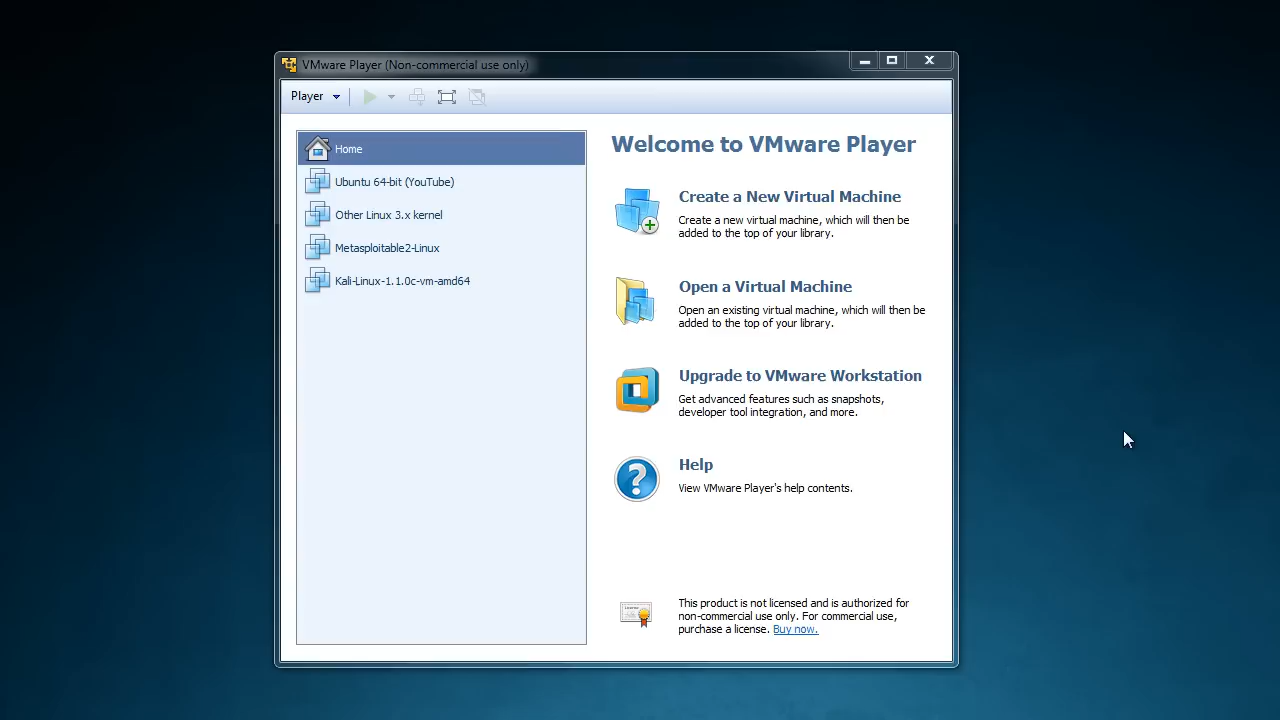 VMware Player (Non-commercial use only)
Player
Home
Ubuntu 64-bit (YouTube)
Other Linux 3.x kernel
Metasploitable2-Linux
Kali-Linux-1.1.0c-vm-amd64
Welcome to VMware Player
Create a New Virtual Machine
Create a new virtual machine, which will then be
added to the top of your library.
Open a Virtual Machine
Open an existing virtual machine, which will then be
added to the top of your library.
Upgrade to VMware Workstation
Get advanced features such as snapshots,
developer tool integration, and more.
Help
View VMware Player's help contents.
This product is not licensed and is authorized for
non-commercial use only. For commercial use,
purchase a license. Buy now.